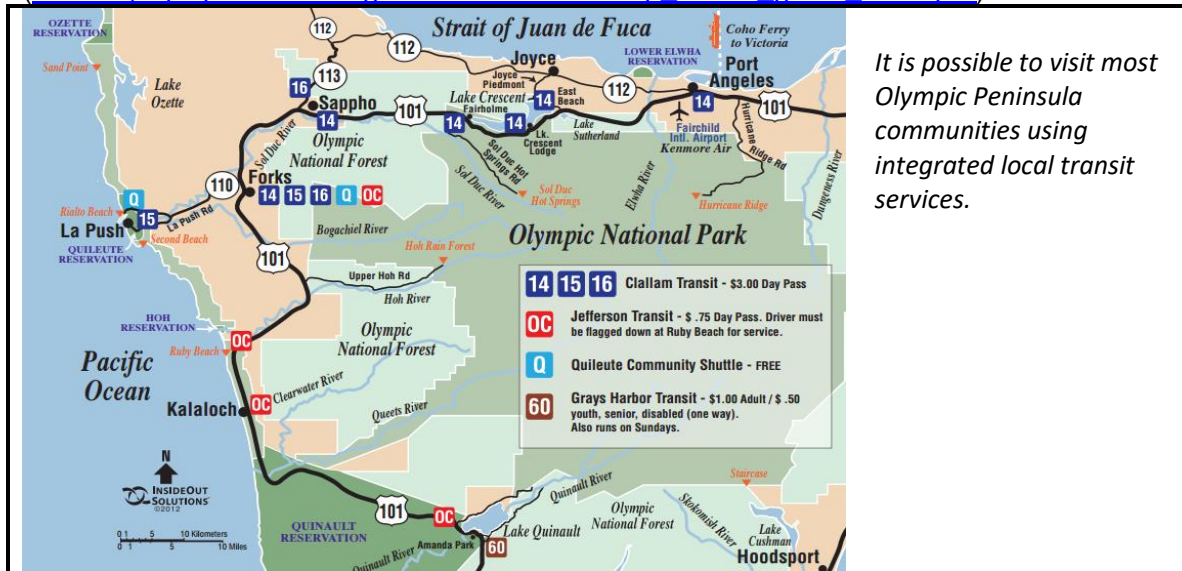 OZETTE
RESERVATION
Sand Point
Lake
Ozette
112
112
113
16
Sappho
14
101
Strait of Juan de Fuca
Joyce
Joyce
Piedmont
Lake Crescent
Fairholme
14
East
Beach
14
14
Lk.
Crescent
Lodge
Lake
Sutherland
112
LOWER ELWHA
RESERVATION
Coho Ferry
to Victoria
Port
Angeles
14
101
Fairchild
Intl. Airport
Kenmore Air
Hurricane
Ridge Rd
Hurricane Ridge
Elwha River
Dungeness River
Sol Duc River
Olympic
National Forest
Sol Duc Hot
Springs Rd
Sol Duc River
Sol Duc
Hot Springs
110
Forks
14 15 16 Q OC
Q
Rialto Beach
15
La Push Rd
La Push
Second Beach
QUILEUTE
RESERVATION
Bogachiel River
101
Olympic National Park
Hoh Rain Forest
Upper Hoh Rd
Hoh River
HOH
RESERVATION
OC
Ruby Beach
Olympic
National Forest
Pacific
Ocean
Kalaloch
OC
Clearwater River
Queets River
14 15 16 Clallam Transit - $3.00 Day Pass
OC Jefferson Transit - $ .75 Day Pass. Driver must
be flagged down at Ruby Beach for service.
Q Quileute Community Shuttle - FREE
60 Grays Harbor Transit - $1.00 Adult / $ .50
youth, senior, disabled (one way).
Also runs on Sundays.
N
INSIDEOUT
SOLUTIONS
©2012
0 1 5 10 Kilometers
0 1 5 10 Miles
QUINAULT
RESERVATION
101
OC
Amanda Park
60
Lake Quinault
Quinault River
Quinault River
Olympic
National Forest
Skokomish River
Staircase
Lake
Cushman
Hoodsport
It is possible to visit most
Olympic Peninsula
communities using
integrated local transit
services.